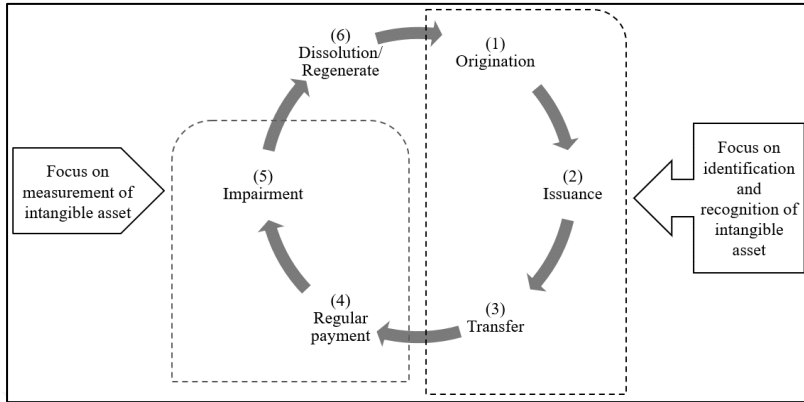 (6)
Dissolution/
Regenerate
(1)
Origination
(2)
Issuance
(3)
Transfer
(4)
Regular
payment
(5)
Impairment
Focus on
measurement of
intangible asset
Focus on
identification
and
recognition of
intangible
asset